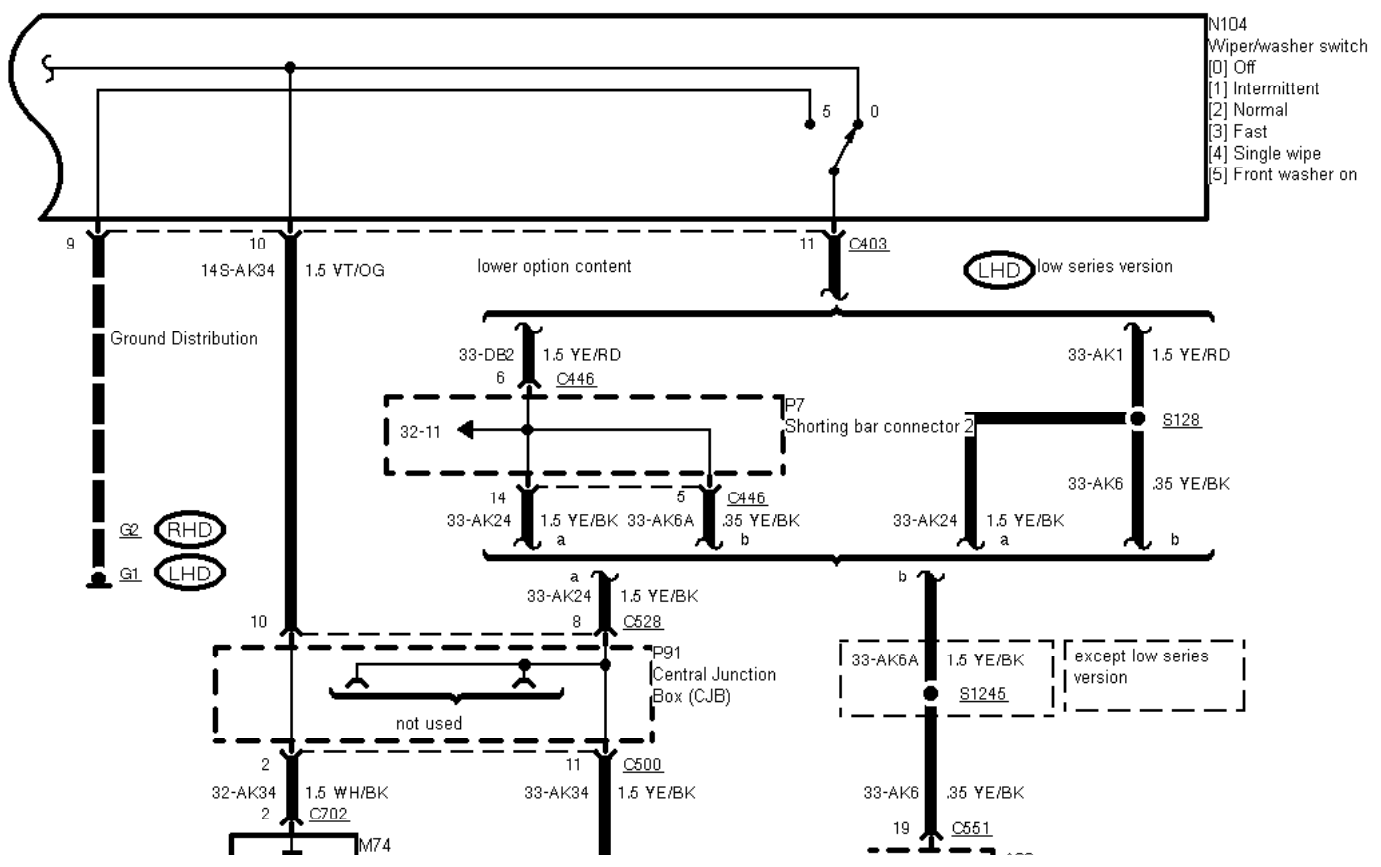 N104
Wiper/washer switch
[0] Off
[1] Intermittent
[2] Normal
[3] Fast
[4] Single wipe
[5] Front washer on
5 0
9 10 11 C403
14S-AK34 1.5 VT/OG
lower option content
LHD low series version
Ground Distribution
33-DB2 1.5 YE/RD
33-AK1 1.5 YE/RD
6 C446
P7
Shorting bar connector 2
32-11
S128
14 5 C446
33-AK6 .35 YE/BK
33-AK24 1.5 YE/BK 33-AK6A .35 YE/BK
33-AK24 1.5 YE/BK
a b a b
G2 RHD
G1 LHD
a b
33-AK24 1.5 YE/BK
10 8 C528
P91
Central Junction
Box (CJB)
not used
33-AK6A 1.5 YE/BK
S1245
except low series
version
2 11 C500
32-AK34 1.5 WH/BK
33-AK34 1.5 YE/BK
33-AK6 .35 YE/BK
2 C702
19 C551
M74